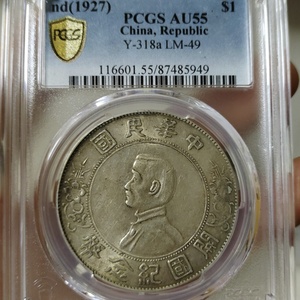 nd(1927) $1
PCGS AU55
China, Republic
Y-318a LM-49
116601.55/87485949
PCGS
中華民國
開國紀念幣